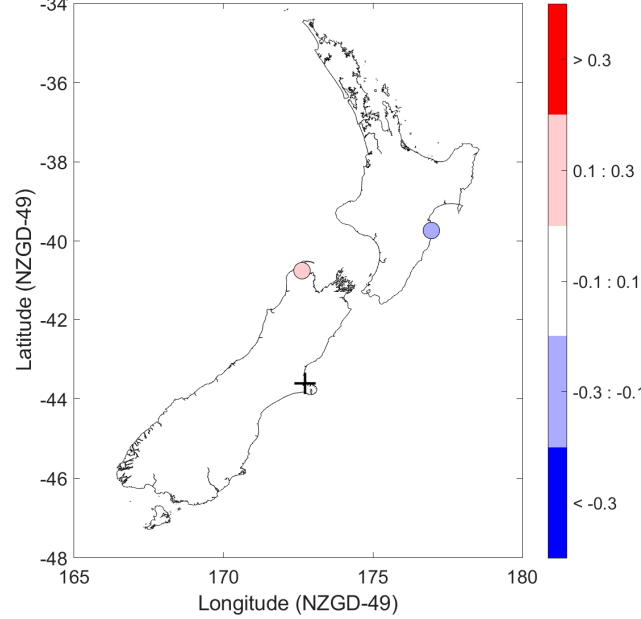 -34
-36
-38
-40
-42
-44
-46
-48
Latitude (NZGD-49)
165
170
175
180
Longitude (NZGD-49)
> 0.3
0.1 : 0.3
-0.1 : 0.1
-0.3 : -0.1
< -0.3